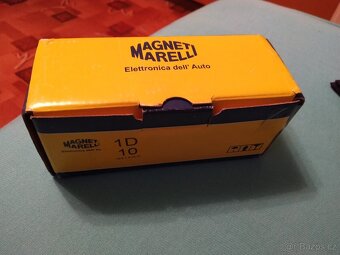 MAGNETI
MARELLI
Elettronica dell' Auto
MAGNETI
MARELLI
1D
10